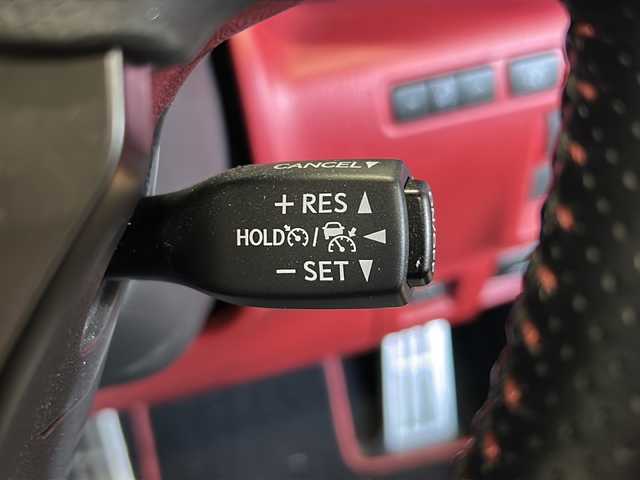 CANCEL▼
+ RES ▲
HOLD / ◀
− SET ▼